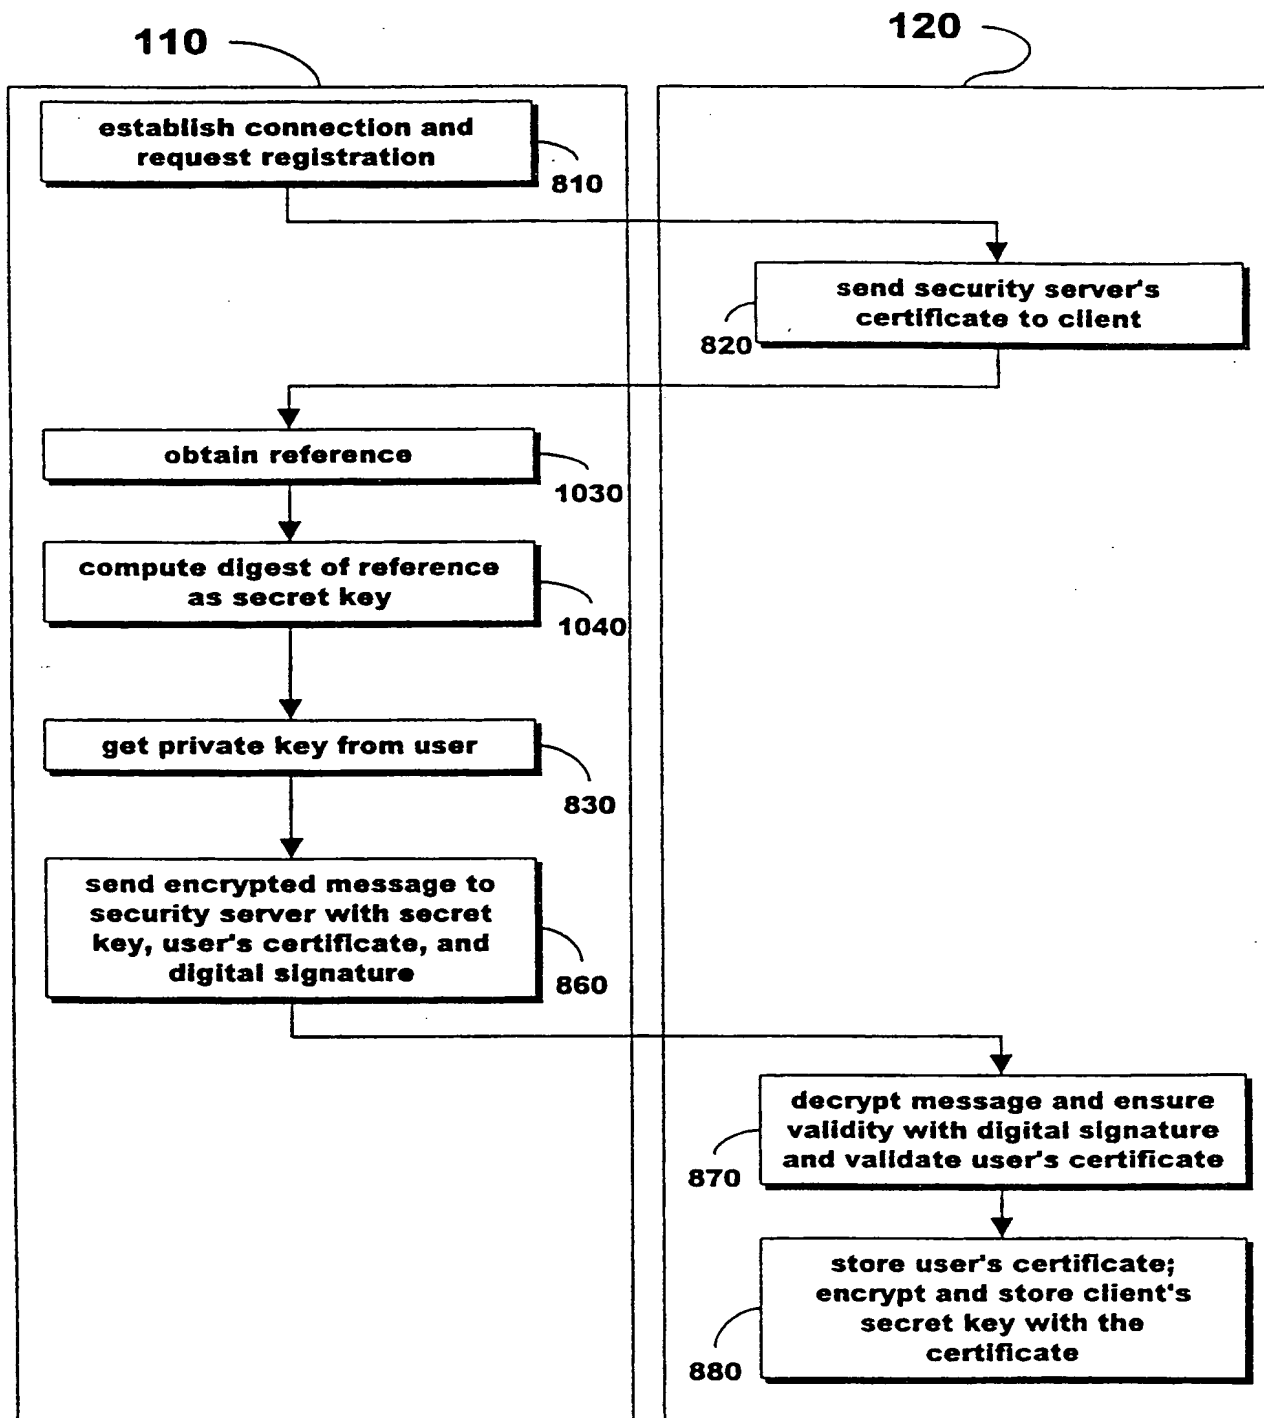 110
120
establish connection and
request registration
810
send security server's
certificate to client
820
obtain reference
1030
compute digest of reference
as secret key
1040
get private key from user
830
send encrypted message to
security server with secret
key, user's certificate, and
digital signature
860
decrypt message and ensure
validity with digital signature
and validate user's certificate
870
store user's certificate;
encrypt and store client's
secret key with the
certificate
880